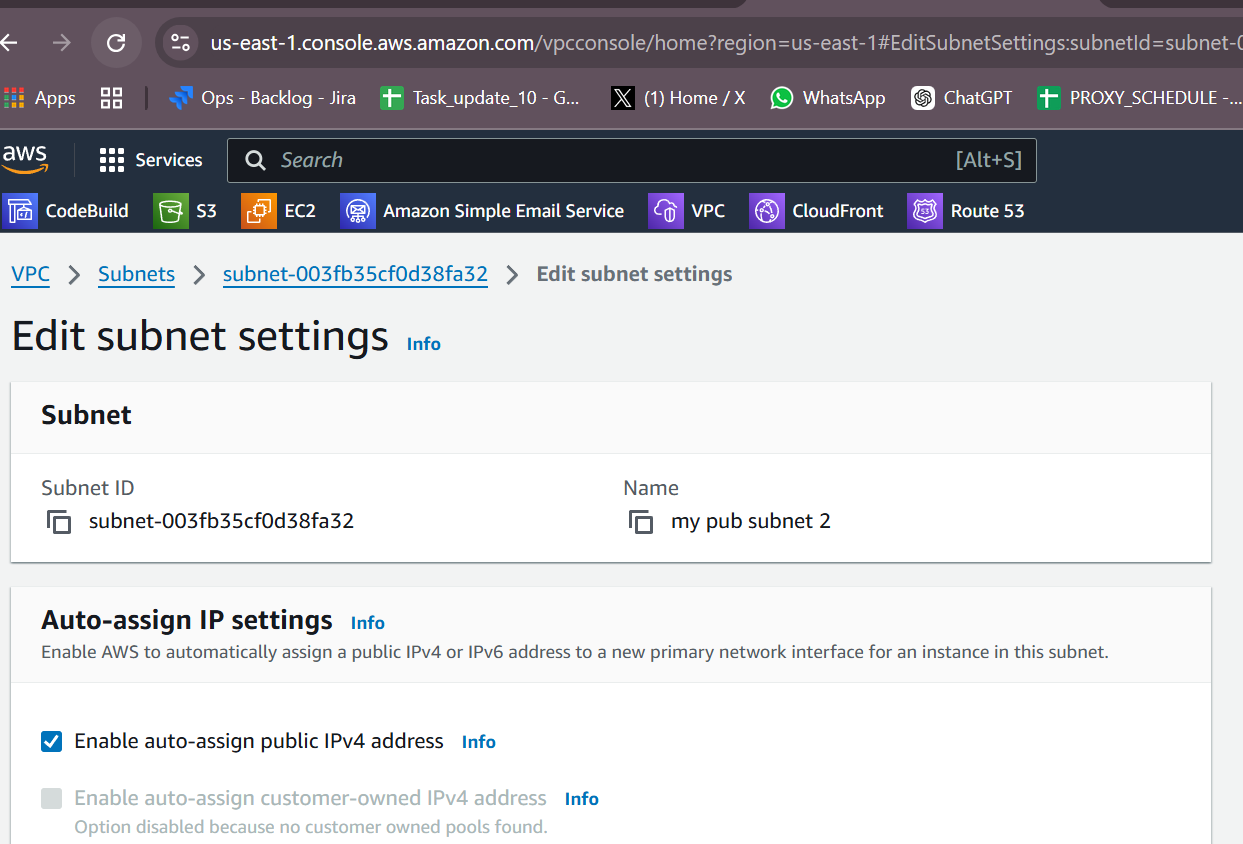 us-east-1.console.aws.amazon.com/vpcconsole/home?region=us-east-1#EditSubnetSettings:subnetId=subnet-0
Apps Ops - Backlog - Jira Task_update_10 - G... (1) Home / X WhatsApp ChatGPT PROXY_SCHEDULE -...
aws Services Search [Alt+S]
CodeBuild S3 EC2 Amazon Simple Email Service VPC CloudFront 53 Route 53
VPC > Subnets > subnet-003fb35cf0d38fa32 > Edit subnet settings
Edit subnet settings Info
Subnet
Subnet ID Name
subnet-003fb35cf0d38fa32 my pub subnet 2
Auto-assign IP settings Info
Enable AWS to automatically assign a public IPv4 or IPv6 address to a new primary network interface for an instance in this subnet.
Enable auto-assign public IPv4 address Info
Enable auto-assign customer-owned IPv4 address Info
Option disabled because no customer owned pools found.